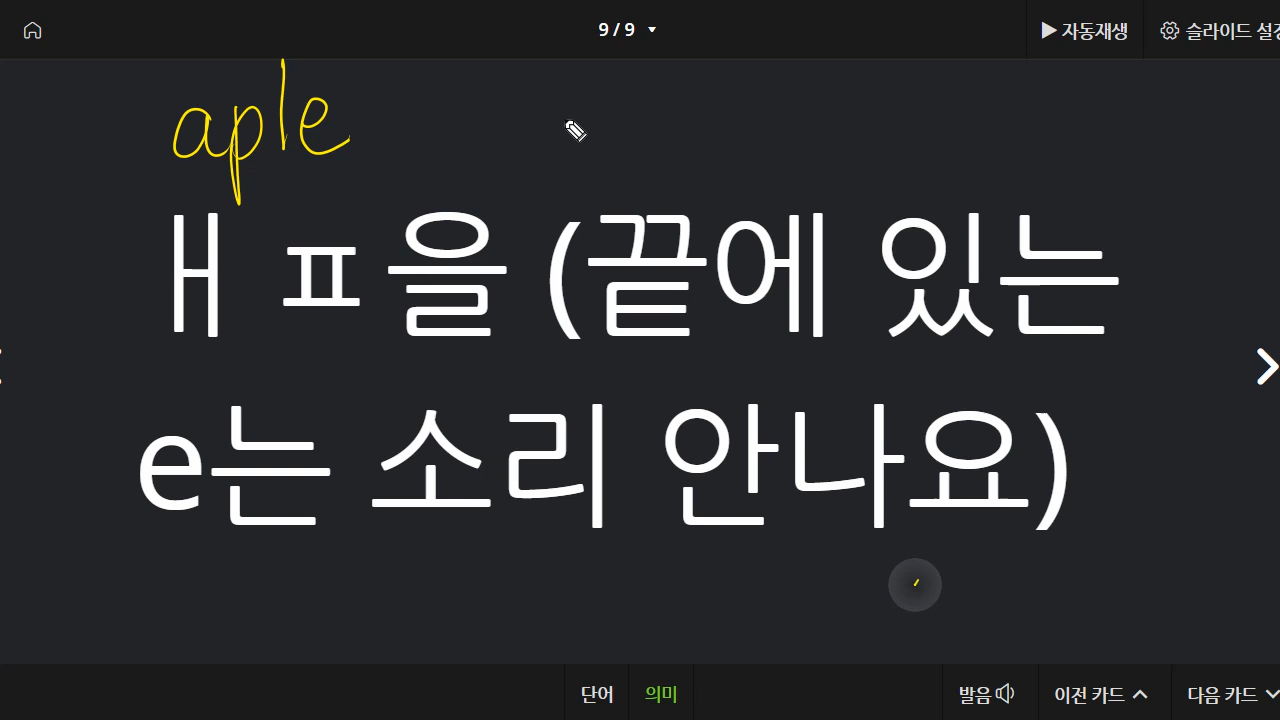 9 / 9
자동재생
슬라이드 설정
aple
ㅐ ㅍ을 (끝에 있는
e는 소리 안나요)
단어
의미
발음
이전 카드
다음 카드